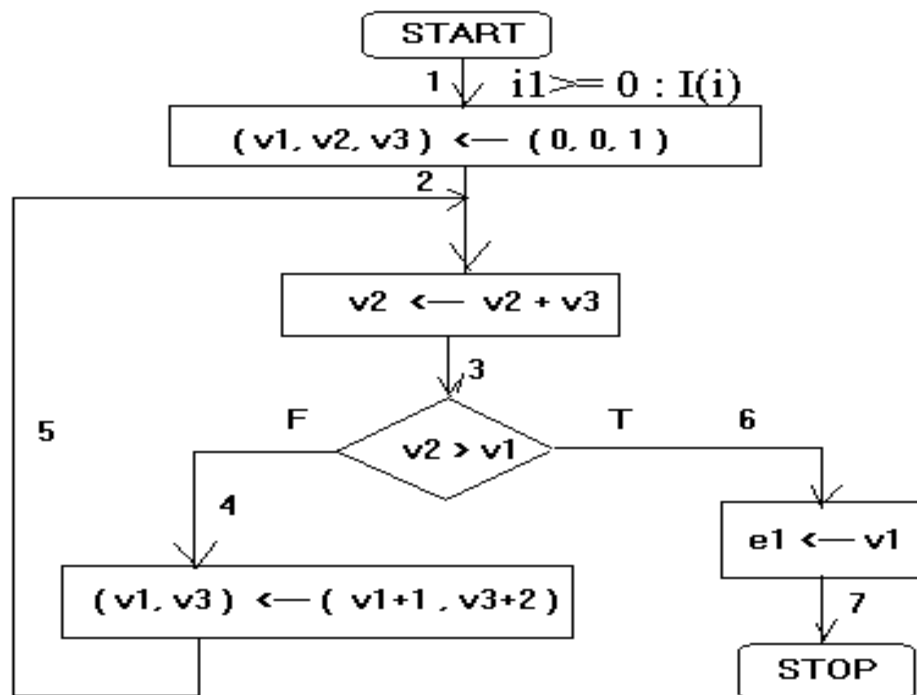 START
1
i1>= 0 : I(i)
( v1, v2, v3 ) <— ( 0, 0, 1 )
2
v2 <— v2 + v3
3
F
T
6
5
v2 > v1
4
e1 <— v1
( v1, v3 ) <—( v1+1 , v3+2 )
7
STOP